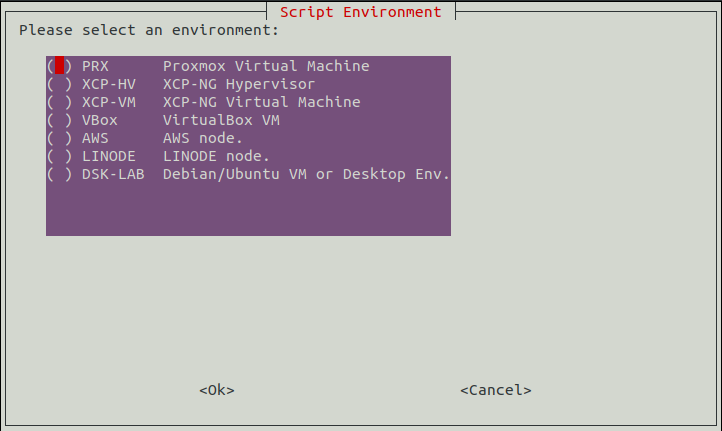 Script Environment
Please select an environment:
( ) PRX Proxmox Virtual Machine
( ) XCP-HV XCP-NG Hypervisor
( ) XCP-VM XCP-NG Virtual Machine
( ) VBox VirtualBox VM
( ) AWS AWS node.
( ) LINODE LINODE node.
( ) DSK-LAB Debian/Ubuntu VM or Desktop Env.
<Ok> <Cancel>